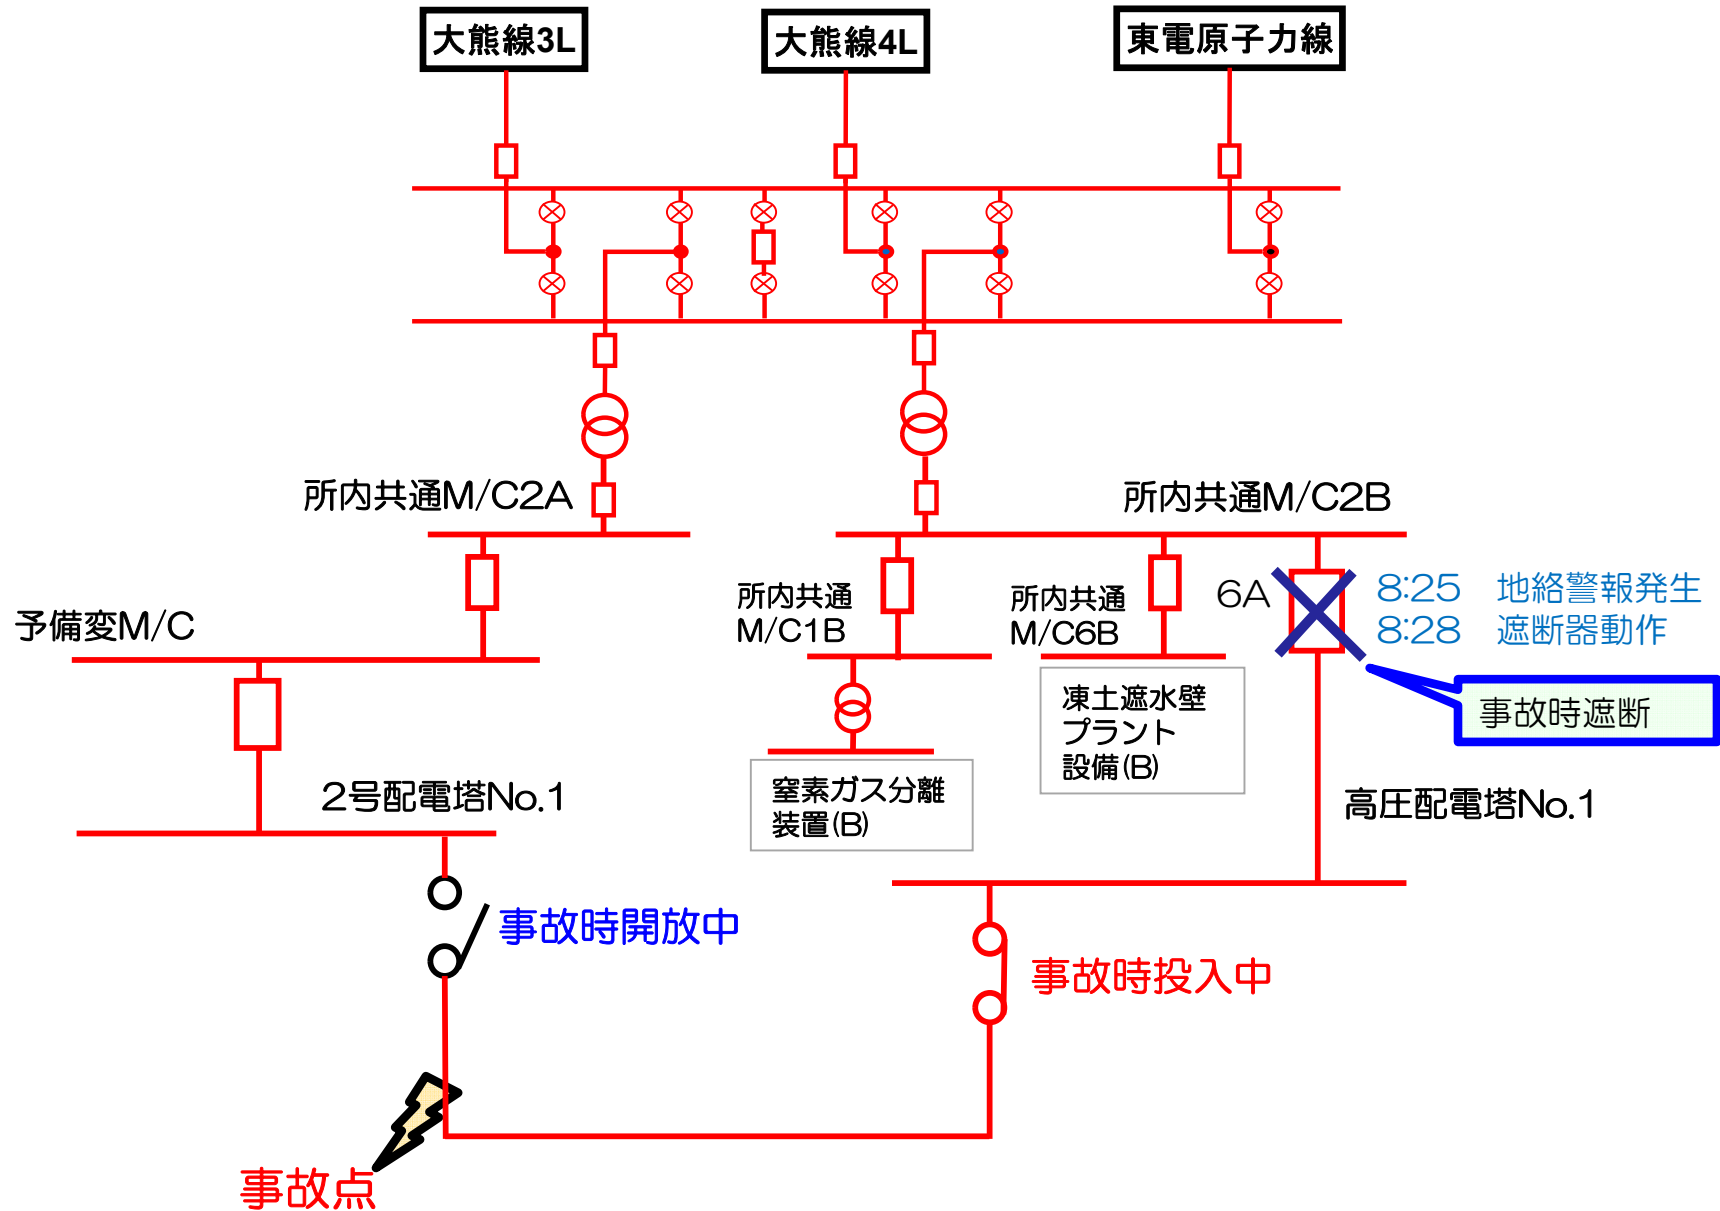 大熊線3L
大熊線4L
東電原子力線
所内共通M/C2A
所内共通M/C2B
所内共通
M/C1B
所内共通
M/C6B
6A
8:25 地絡警報発生
8:28 遮断器動作
予備変M/C
事故時遮断
凍土遮水壁
プラント
設備(B)
窒素ガス分離
装置(B)
2号配電塔No.1
高圧配電塔No.1
事故時開放中
事故時投入中
事故点